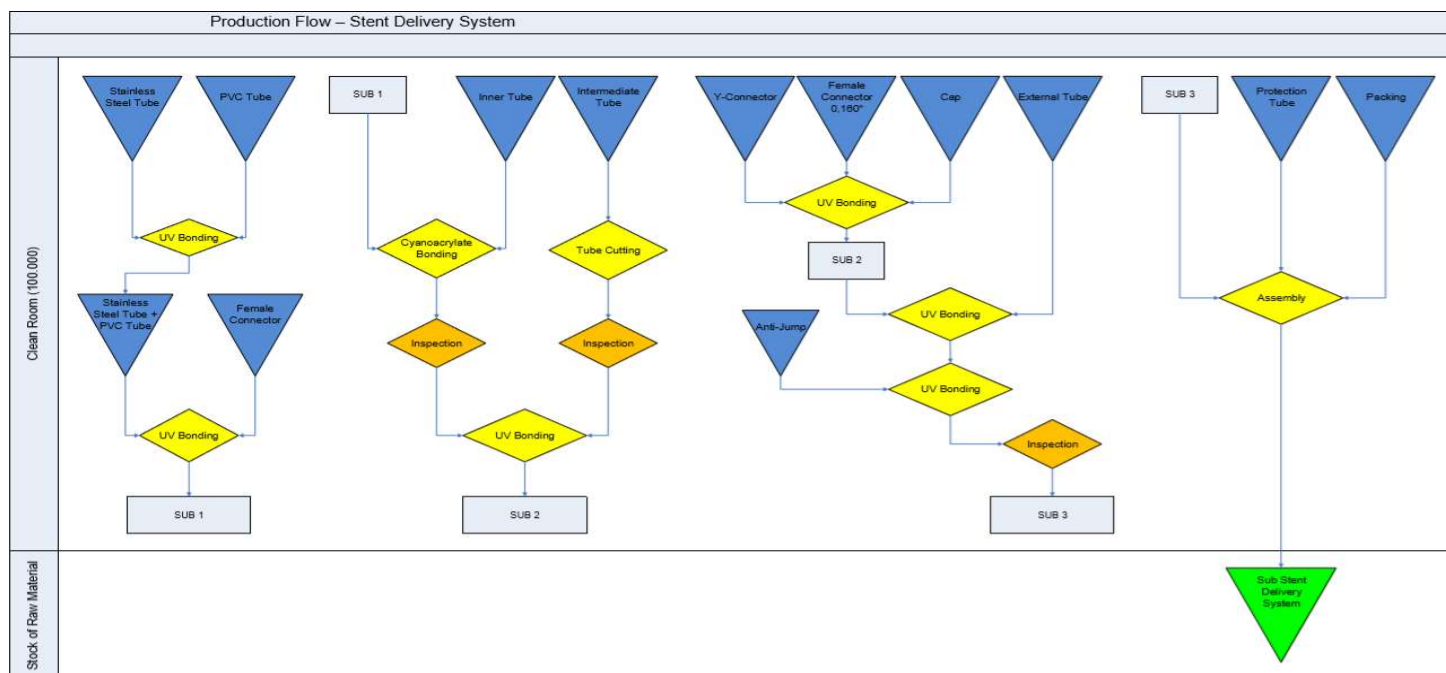 Production Flow – Stent Delivery System
Clean Room (100.000)
Stainless
Steel Tube
PVC Tube
UV Bonding
Stainless
Steel Tube +
PVC Tube
Female
Connector
UV Bonding
SUB 1
SUB 1
Inner Tube
Intermediate
Tube
Cyanoacrylate
Bonding
Tube Cutting
Inspection
Inspection
UV Bonding
SUB 2
Y-Connector
Female
Connector
0,160"
Cap
External Tube
UV Bonding
SUB 2
UV Bonding
Anti-Jump
UV Bonding
Inspection
SUB 3
SUB 3
Protection
Tube
Packing
Assembly
Stock of Raw Material
Sub Stent
Delivery
System